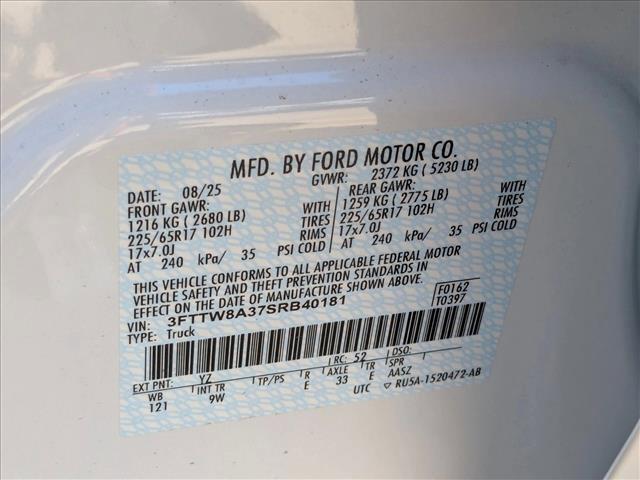 MFD. BY FORD MOTOR CO.
DATE: 08/25 GVWR: 2372 KG ( 5230 LB)
FRONT GAWR: REAR GAWR:
1216 KG ( 2680 LB) WITH 1259 KG ( 2775 LB) WITH
225/65R17 102H TIRES 225/65R17 102H TIRES
17x7.0J RIMS 17x7.0J RIMS
AT 240 kPa/ 35 PSI COLD AT 240 kPa/ 35 PSI COLD
THIS VEHICLE CONFORMS TO ALL APPLICABLE FEDERAL MOTOR
VEHICLE SAFETY AND THEFT PREVENTION STANDARDS IN
EFFECT ON THE DATE OF MANUFACTURE SHOWN ABOVE.
VIN: 3FTTW8A37SRB40181 F0162
TYPE: Truck T0397
EXT PNT: YZ RC: 52 DSO:
WB INT TR TP/PS R AXLE TR
121 9W E 33 E AASZ
UTC RU5A-1520472-AB